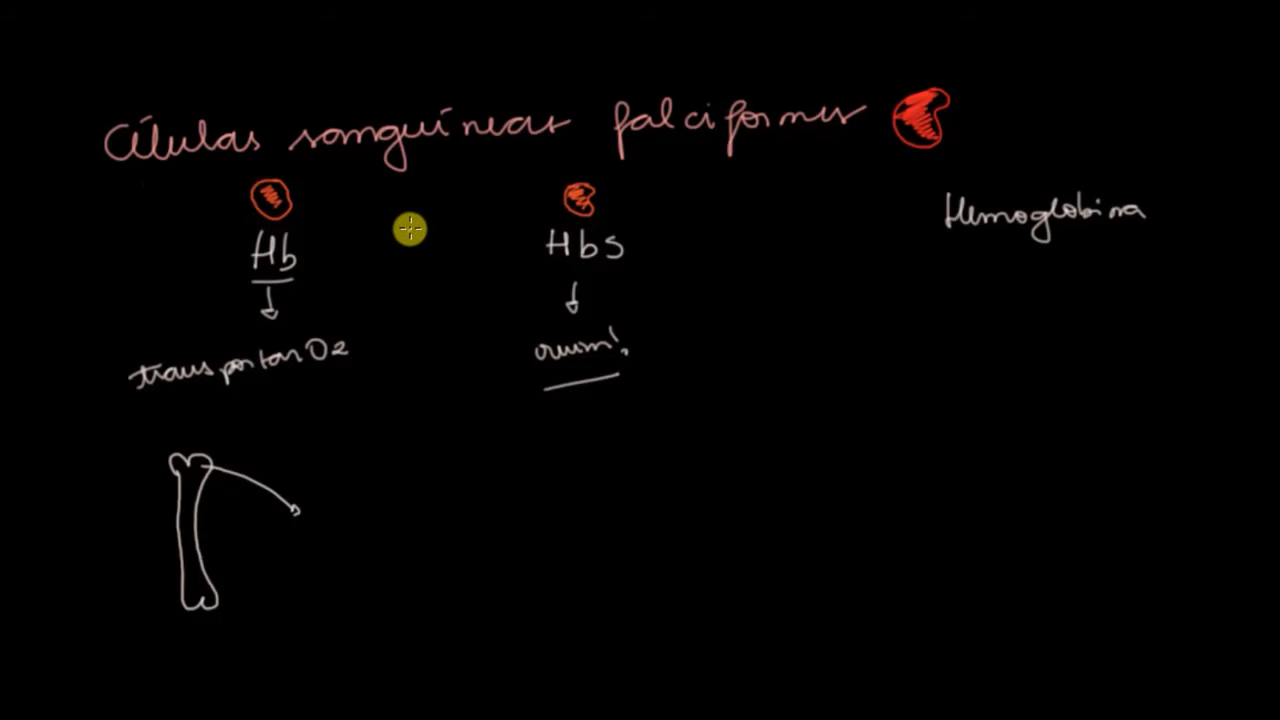 Células sanguíneas falciformes
Hemoglobina
Hb
HbS
transportar O2
ruim!